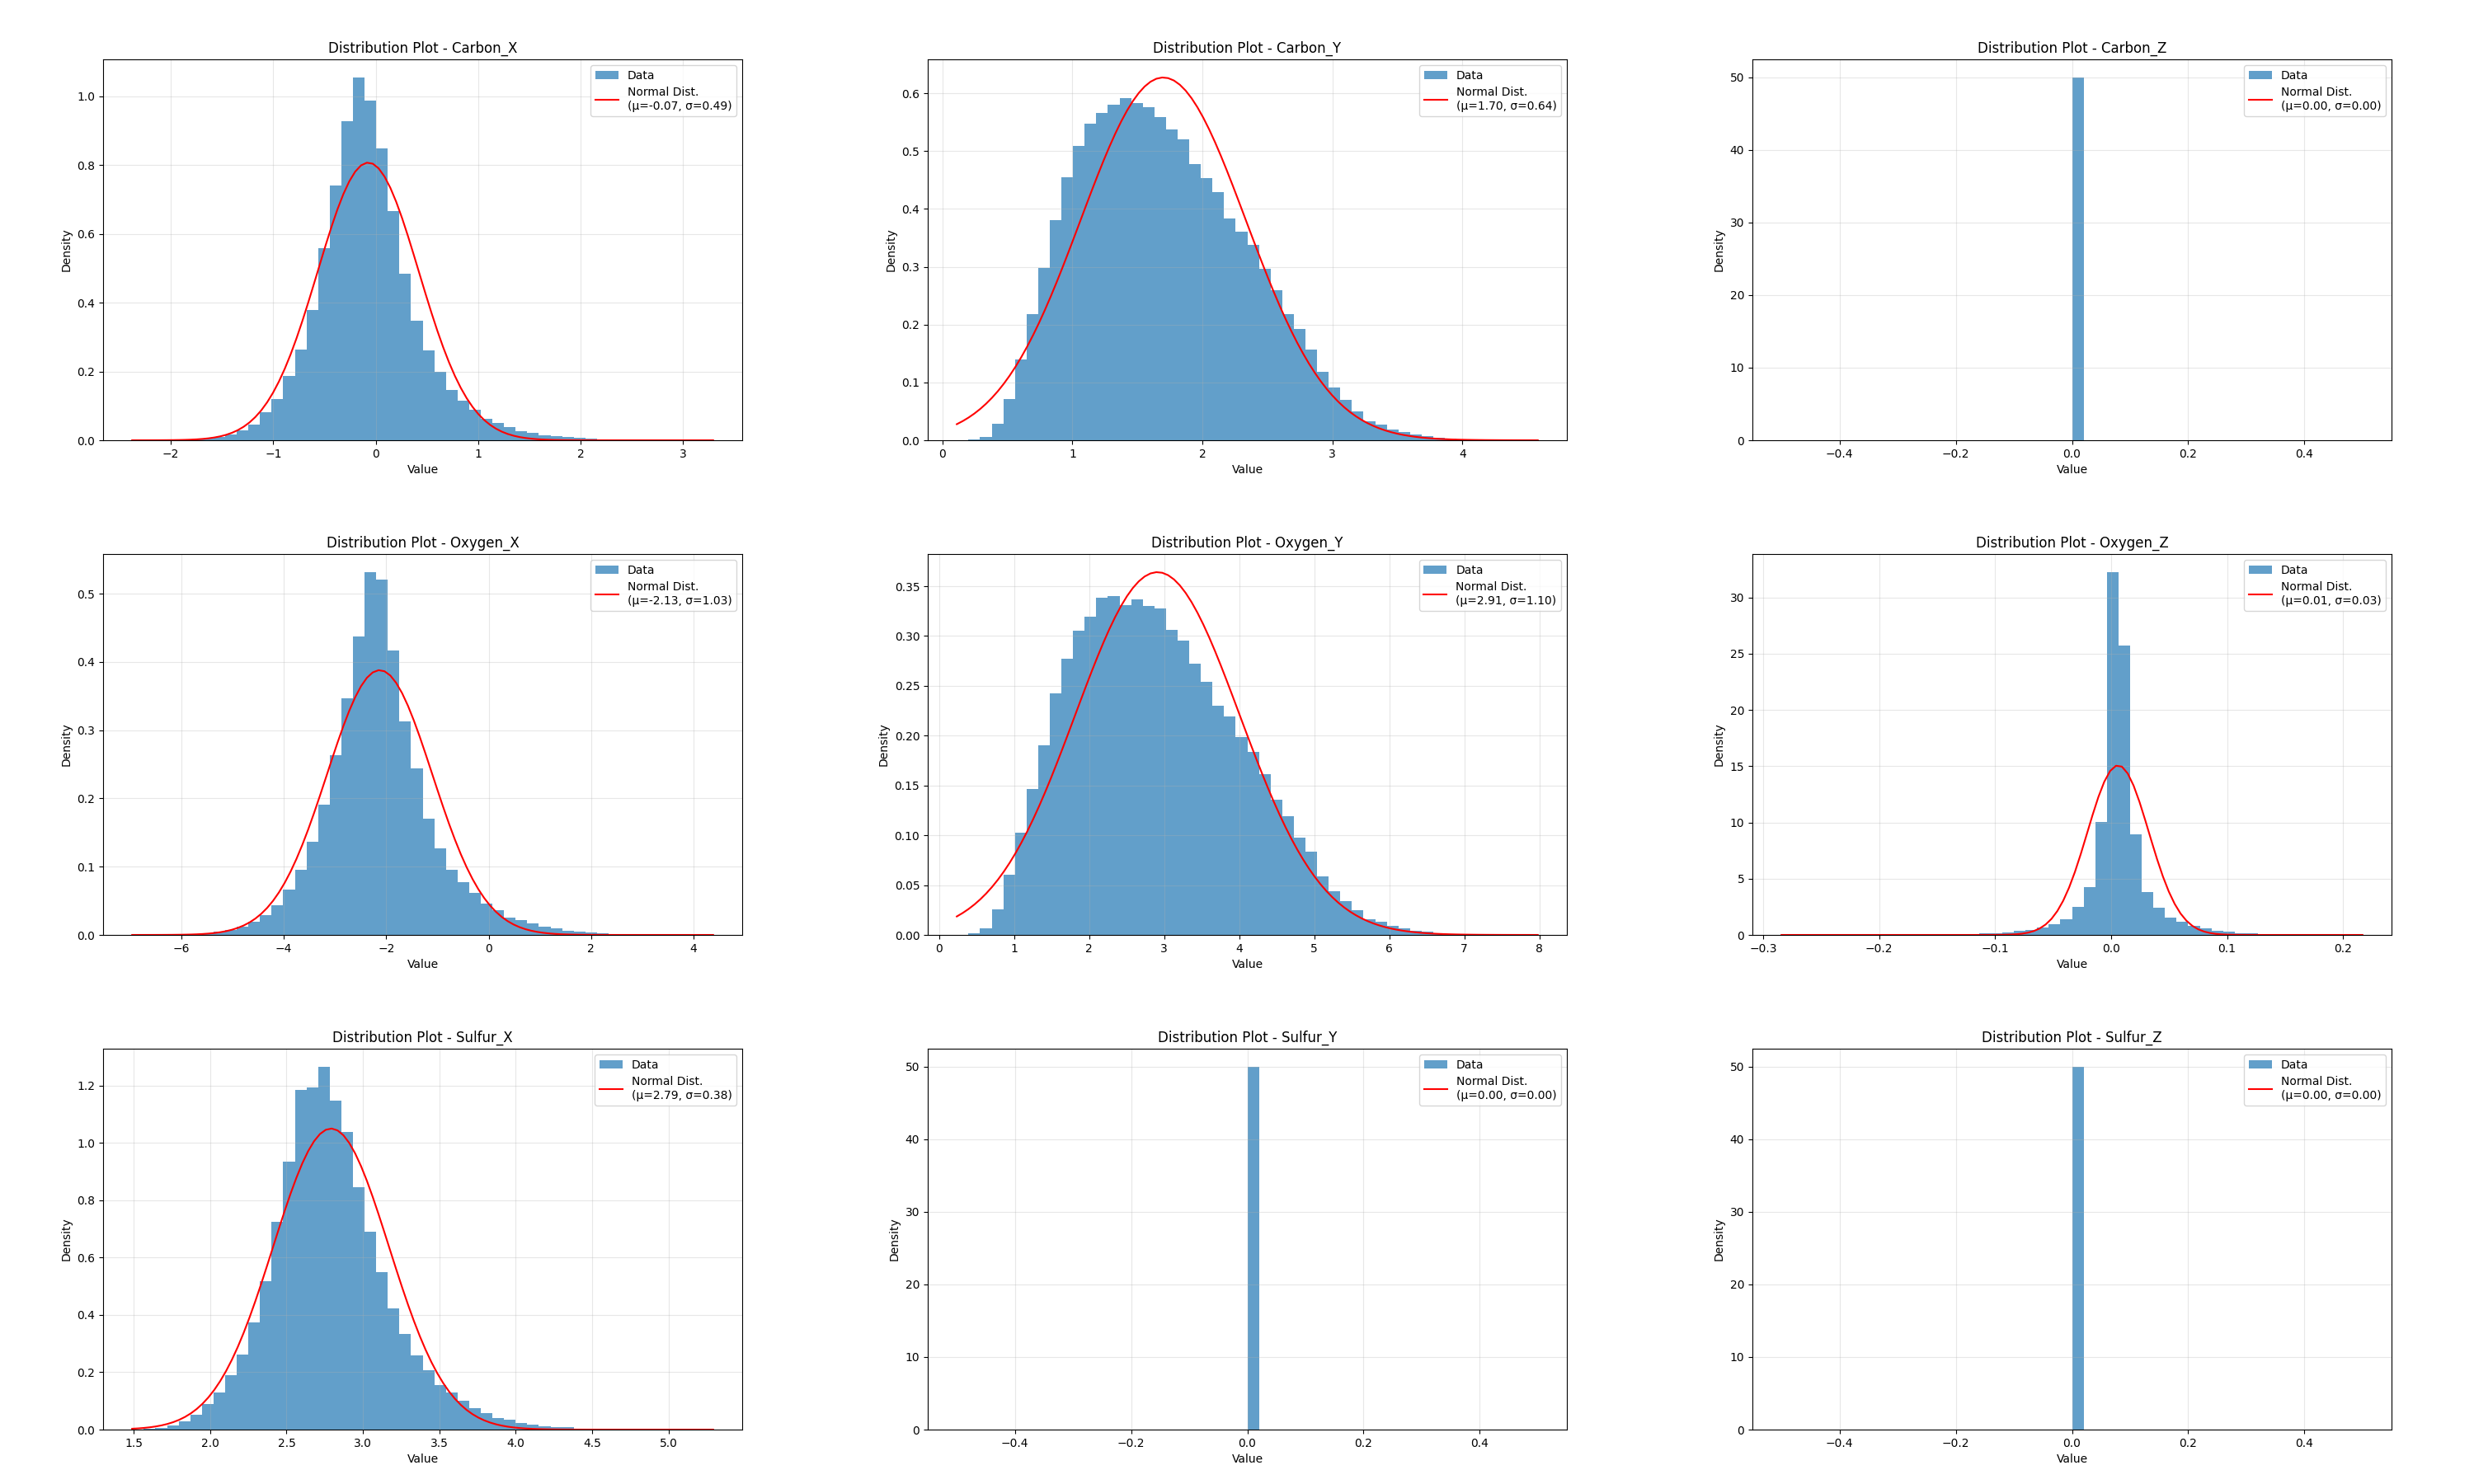 Distribution Plot - Carbon_X
Data
Normal Dist.
(μ=-0.07, σ=0.49)
1.0
0.8
0.6
0.4
0.2
0.0
Density
−2
−1
0
1
2
3
Value
Distribution Plot - Carbon_Y
Data
Normal Dist.
(μ=1.70, σ=0.64)
0.6
0.5
0.4
0.3
0.2
0.1
0.0
Density
0
1
2
3
4
Value
Distribution Plot - Carbon_Z
Data
Normal Dist.
(μ=0.00, σ=0.00)
50
40
30
20
10
0
Density
−0.4
−0.2
0.0
0.2
0.4
Value
Distribution Plot - Oxygen_X
Data
Normal Dist.
(μ=-2.13, σ=1.03)
0.5
0.4
0.3
0.2
0.1
0.0
Density
−6
−4
−2
0
2
4
Value
Distribution Plot - Oxygen_Y
Data
Normal Dist.
(μ=2.91, σ=1.10)
0.35
0.30
0.25
0.20
0.15
0.10
0.05
0.00
Density
0
1
2
3
4
5
6
7
8
Value
Distribution Plot - Oxygen_Z
Data
Normal Dist.
(μ=0.01, σ=0.03)
30
25
20
15
10
5
0
Density
−0.3
−0.2
−0.1
0.0
0.1
0.2
Value
Distribution Plot - Sulfur_X
Data
Normal Dist.
(μ=2.79, σ=0.38)
1.2
1.0
0.8
0.6
0.4
0.2
0.0
Density
1.5
2.0
2.5
3.0
3.5
4.0
4.5
5.0
Value
Distribution Plot - Sulfur_Y
Data
Normal Dist.
(μ=0.00, σ=0.00)
50
40
30
20
10
0
Density
−0.4
−0.2
0.0
0.2
0.4
Value
Distribution Plot - Sulfur_Z
Data
Normal Dist.
(μ=0.00, σ=0.00)
50
40
30
20
10
0
Density
−0.4
−0.2
0.0
0.2
0.4
Value